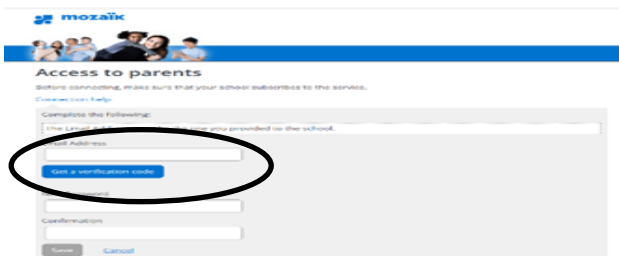 mozaïk
Access to parents
Before connecting, make sure that your school subscribes to the service.
Connection help
Complete the following:
The Email Address you provided to the school.
Email Address
Get a verification code
Password
Confirmation
Save Cancel